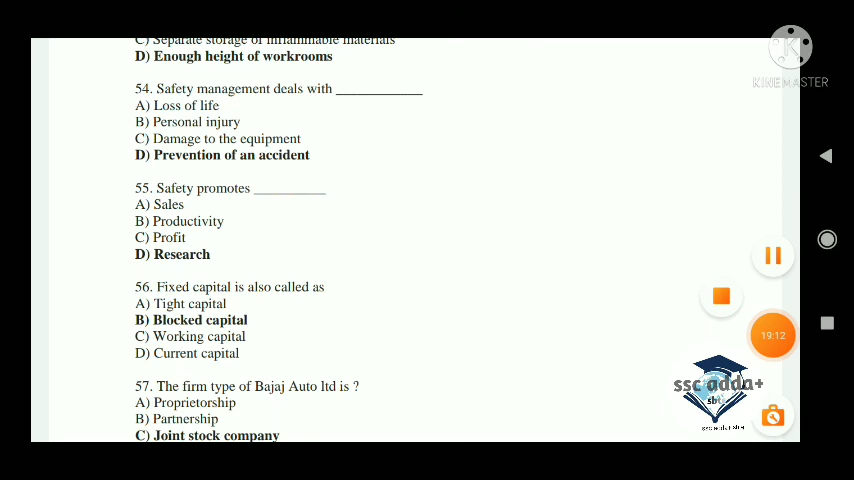 C) Separate storage of inflammable materials
D) Enough height of workrooms
54. Safety management deals with ____________
A) Loss of life
B) Personal injury
C) Damage to the equipment
D) Prevention of an accident
55. Safety promotes __________
A) Sales
B) Productivity
C) Profit
D) Research
56. Fixed capital is also called as
A) Tight capital
B) Blocked capital
C) Working capital
D) Current capital
57. The firm type of Bajaj Auto ltd is ?
A) Proprietorship
B) Partnership
C) Joint stock company
K
KINEMASTER
19:12
ssc adda+
sbte